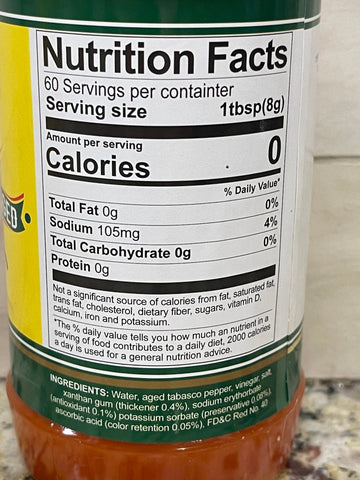 Nutrition Facts
60 Servings per containter
Serving size 1tbsp(8g)
Amount per serving
Calories 0
% Daily Value*
Total Fat 0g 0%
Sodium 105mg 4%
Total Carbohydrate 0g 0%
Protein 0g
Not a significant source of calories from fat, saturated fat,
trans fat, cholesterol, dietary fiber, sugars, vitamin D,
calcium, iron and potassium.
*The % daily value tells you how much an nutrient in a
serving of food contributes to a daily diet, 2000 calories
a day is used for a general nutrition advice.
INGREDIENTS: Water, aged tabasco pepper, vinegar, salt,
xanthan gum (thickener 0.4%), sodium erythorbate
(antioxidant 0.1%) potassium sorbate (preservative 0.08%),
ascorbic acid (color retention 0.05%), FD&C Red No. 40